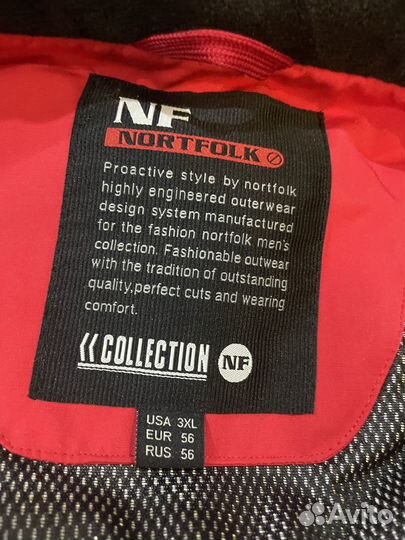 NF
NORTFOLK
Proactive style by nortfolk
highly engineered outerwear
design system manufactured
for the fashion nortfolk men's
collection. Fashionable outwear
with the tradition of outstanding
quality,perfect cuts and wearing
comfort.
COLLECTION NF
USA 3XL
EUR 56
RUS 56
Avito